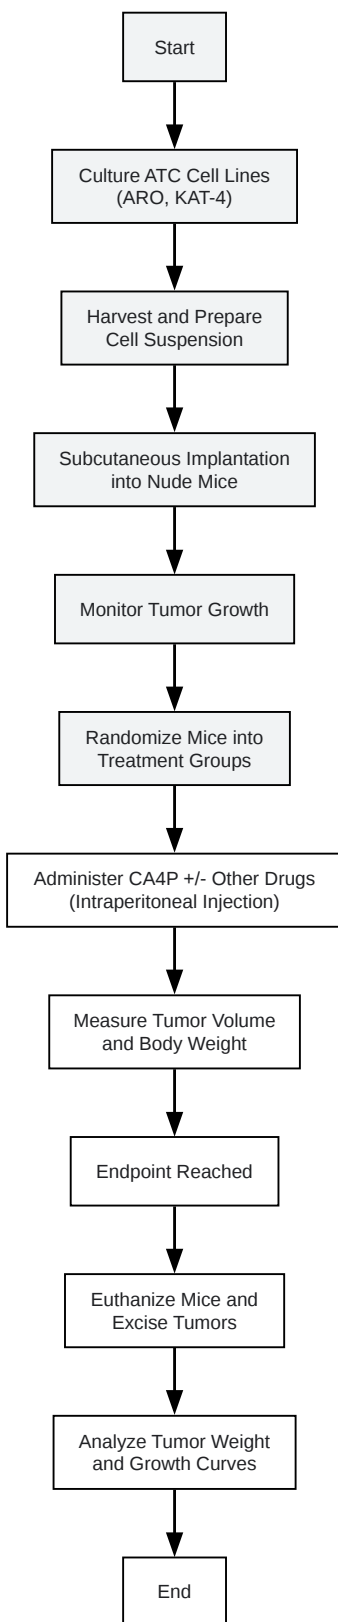 Start
Culture ATC Cell Lines
(ARO, KAT-4)
Harvest and Prepare
Cell Suspension
Subcutaneous Implantation
into Nude Mice
Monitor Tumor Growth
Randomize Mice into
Treatment Groups
Administer CA4P +/- Other Drugs
(Intraperitoneal Injection)
Measure Tumor Volume
and Body Weight
Endpoint Reached
Euthanize Mice and
Excise Tumors
Analyze Tumor Weight
and Growth Curves
End